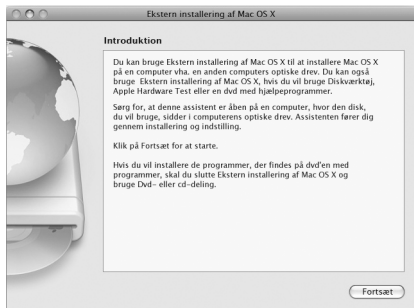 Ekstern installering af Mac OS X
Introduktion
Du kan bruge Ekstern installering af Mac OS X til at installere Mac OS X
på en computer vha. en anden computers optiske drev. Du kan også
bruge Ekstern installering af Mac OS X, hvis du vil bruge Diskværktøj,
Apple Hardware Test eller en dvd med hjælpeprogrammer.
Sørg for, at denne assistent er åben på en computer, hvor den disk,
du vil bruge, sidder i computerens optiske drev. Assistenten fører dig
gennem installering og indstilling.
Klik på Fortsæt for at starte.
Hvis du vil installere de programmer, der findes på dvd'en med
programmer, skal du slutte Ekstern installering af Mac OS X og
bruge Dvd- eller cd-deling.
Fortsæt